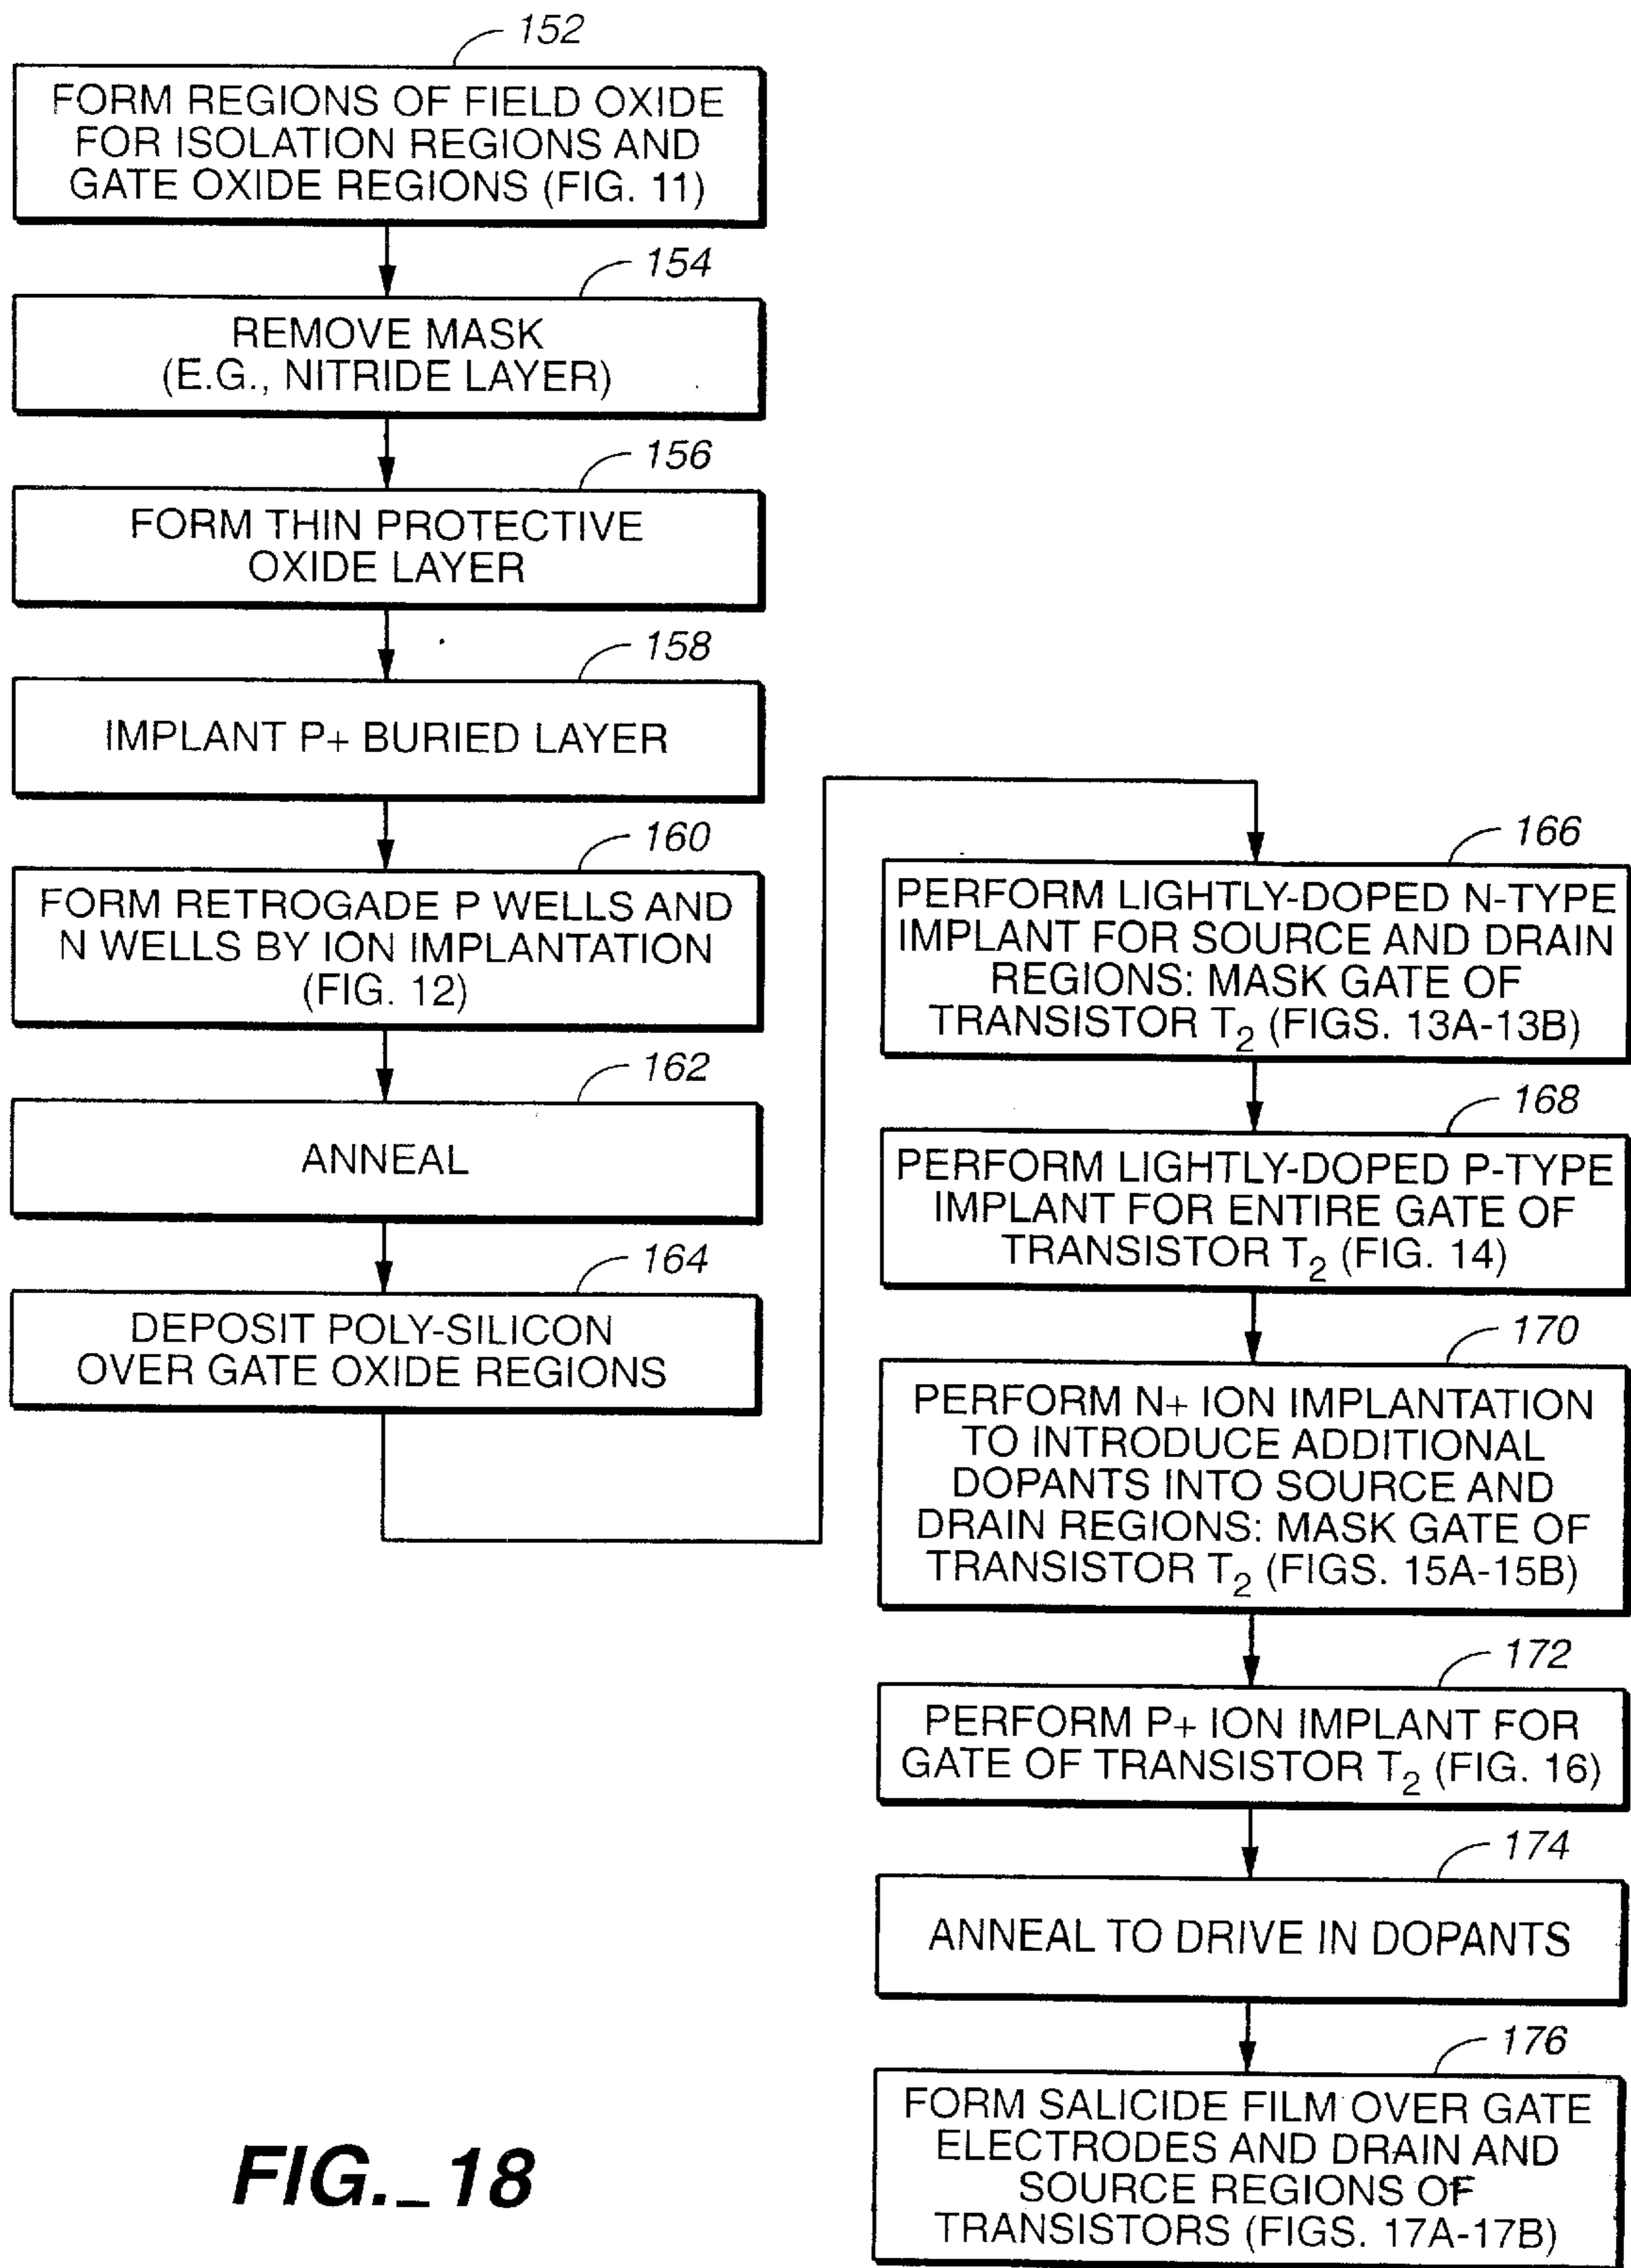 152
FORM REGIONS OF FIELD OXIDE
FOR ISOLATION REGIONS AND
GATE OXIDE REGIONS (FIG. 11)
154
REMOVE MASK
(E.G., NITRIDE LAYER)
156
FORM THIN PROTECTIVE
OXIDE LAYER
158
IMPLANT P+ BURIED LAYER
160
FORM RETROGADE P WELLS AND
N WELLS BY ION IMPLANTATION
(FIG. 12)
162
ANNEAL
164
DEPOSIT POLY-SILICON
OVER GATE OXIDE REGIONS
166
PERFORM LIGHTLY-DOPED N-TYPE
IMPLANT FOR SOURCE AND DRAIN
REGIONS: MASK GATE OF
TRANSISTOR T₂ (FIGS. 13A-13B)
168
PERFORM LIGHTLY-DOPED P-TYPE
IMPLANT FOR ENTIRE GATE OF
TRANSISTOR T₂ (FIG. 14)
170
PERFORM N+ ION IMPLANTATION
TO INTRODUCE ADDITIONAL
DOPANTS INTO SOURCE AND
DRAIN REGIONS: MASK GATE OF
TRANSISTOR T₂ (FIGS. 15A-15B)
172
PERFORM P+ ION IMPLANT FOR
GATE OF TRANSISTOR T₂ (FIG. 16)
174
ANNEAL TO DRIVE IN DOPANTS
176
FORM SALICIDE FILM OVER GATE
ELECTRODES AND DRAIN AND
SOURCE REGIONS OF
TRANSISTORS (FIGS. 17A-17B)
FIG._18